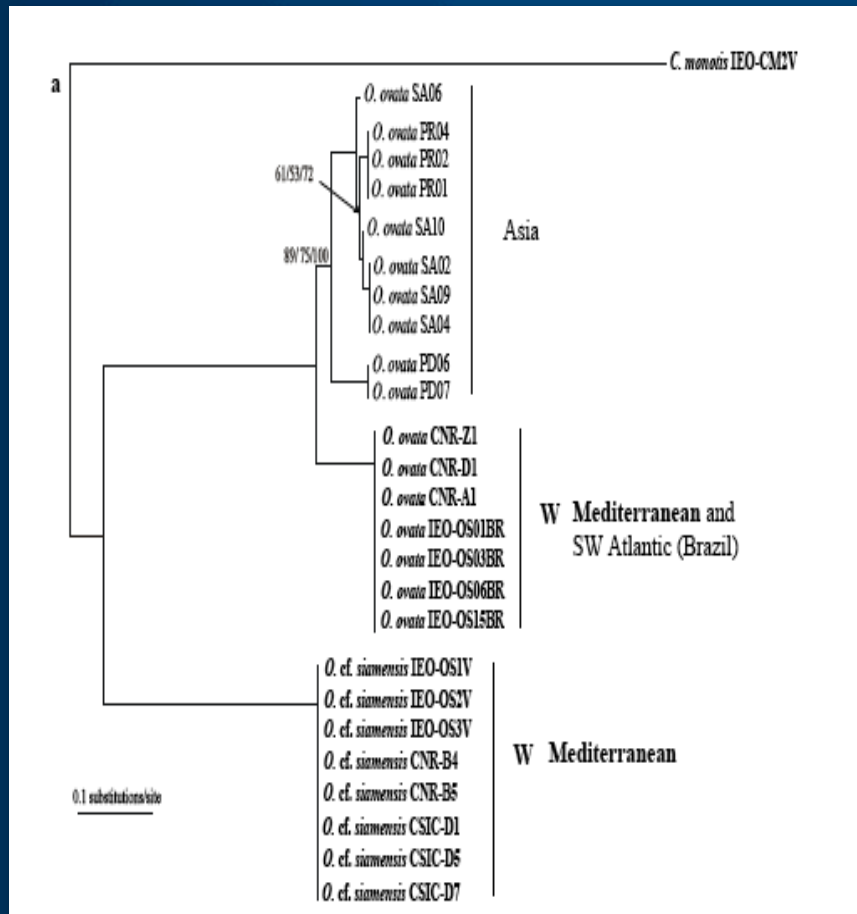 C. monotis IEO-CM2V
a
O. ovata SA06
O. ovata PR04
O. ovata PR02
61/53/72
O. ovata PR01
O. ovata SA10
Asia
89/75/100
O. ovata SA02
O. ovata SA09
O. ovata SA04
O. ovata PD06
O. ovata PD07
O. ovata CNR-Z1
O. ovata CNR-D1
O. ovata CNR-A1
W Mediterranean and
SW Atlantic (Brazil)
O. ovata IEO-OS01BR
O. ovata IEO-OS03BR
O. ovata IEO-OS06BR
O. ovata IEO-OS15BR
O. cf. siamensis IEO-OS1V
O. cf. siamensis IEO-OS2V
O. cf. siamensis IEO-OS3V
W Mediterranean
O. cf. siamensis CNR-B4
O. cf. siamensis CNR-B5
0.1 substitutions/site
O. cf. siamensis CSIC-D1
O. cf. siamensis CSIC-D5
O. cf. siamensis CSIC-D7